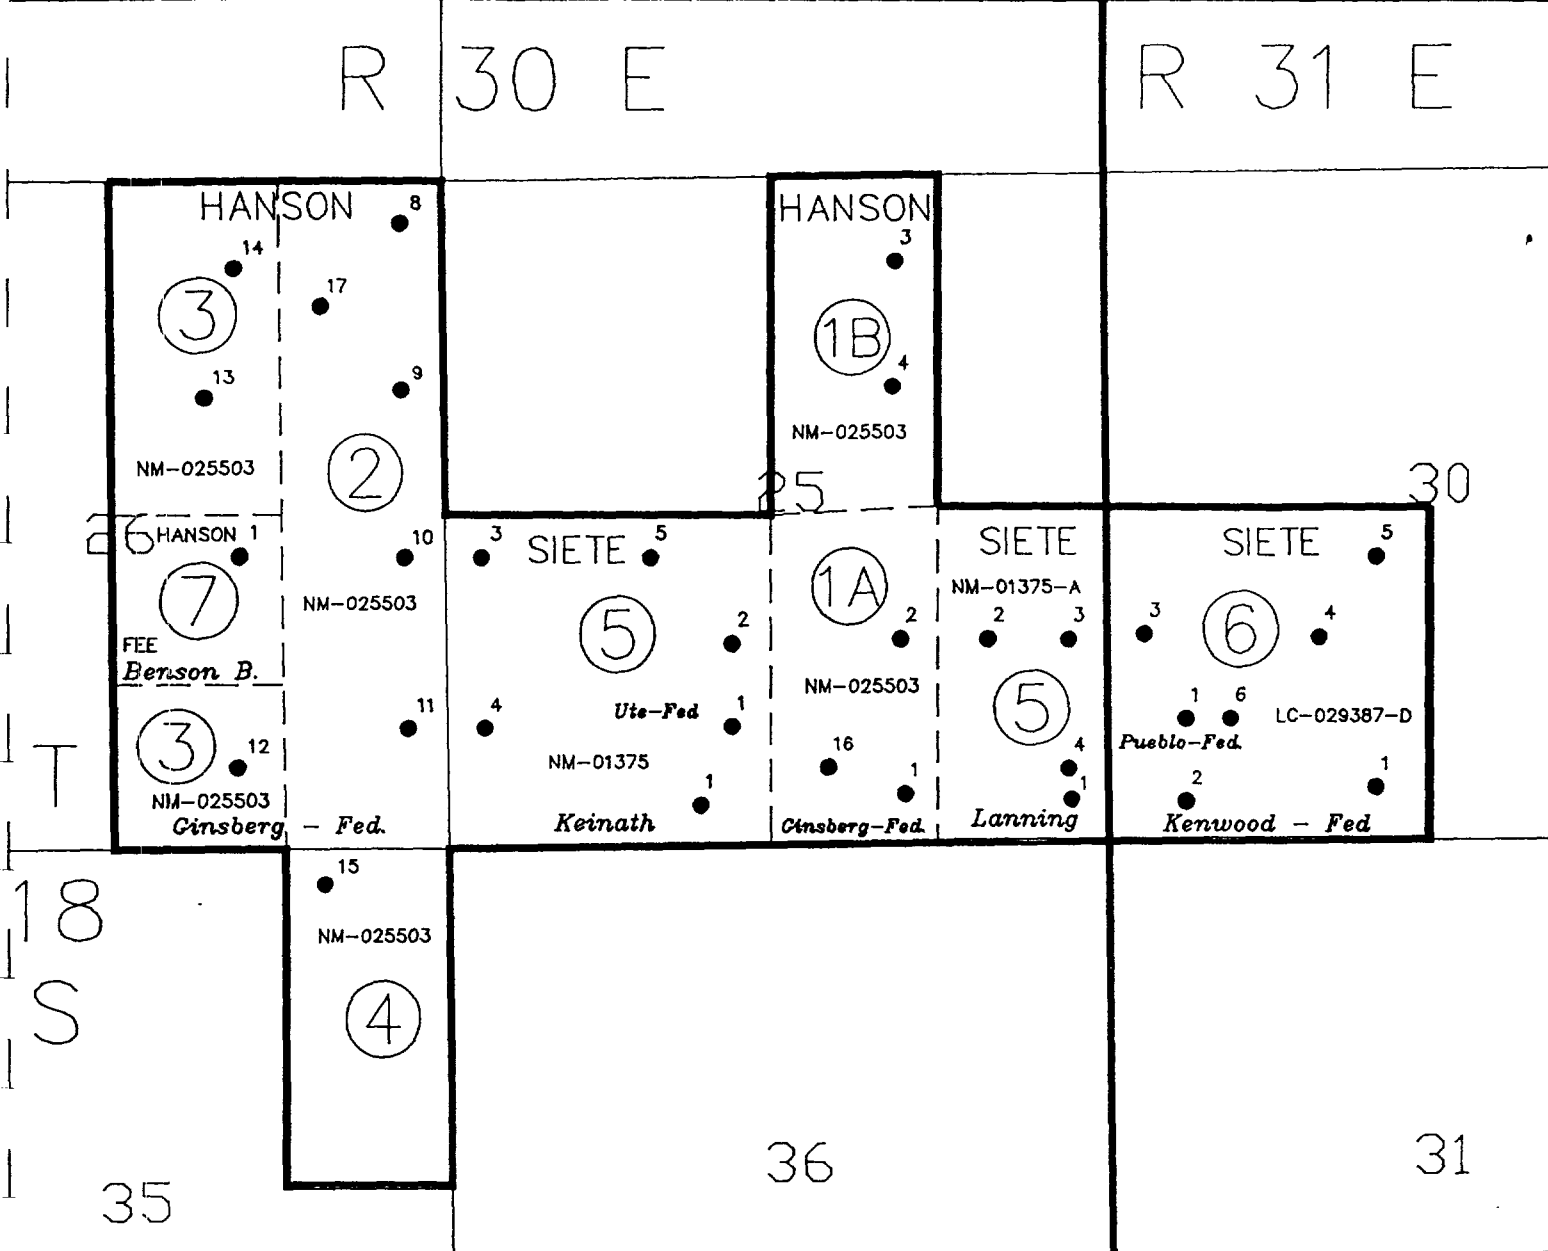 R 30 E
R 31 E
HANSON
8
14
17
3
13
9
NM-025503
2
HANSON
3
1B
4
NM-025503
25
30
26
HANSON 1
7
FEE
Benson B.
10
NM-025503
3
12
NM-025503
11
Ginsberg - Fed.
3
SIETE
5
5
2
Ute-Fed
4
1
NM-01375
1
Keinath
1A
2
NM-025503
16
1
Ginsberg-Fed.
SIETE
NM-01375-A
2
3
5
4
1
Lanning
SIETE
5
3
6
4
1
6
LC-029387-D
Pueblo-Fed.
2
1
Kenwood - Fed
T
18
S
15
NM-025503
4
35
36
31